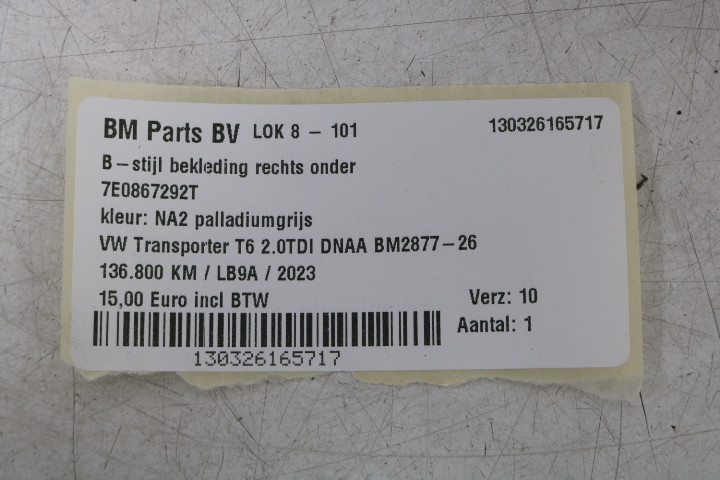 BM Parts BV LOK 8 - 101 130326165717
B-stijl bekleding rechts onder
7E0867292T
kleur: NA2 palladiumgrijs
VW Transporter T6 2.0TDI DNAA BM2877-26
136.800 KM / LB9A / 2023
15,00 Euro incl BTW Verz: 10
Aantal: 1
130326165717